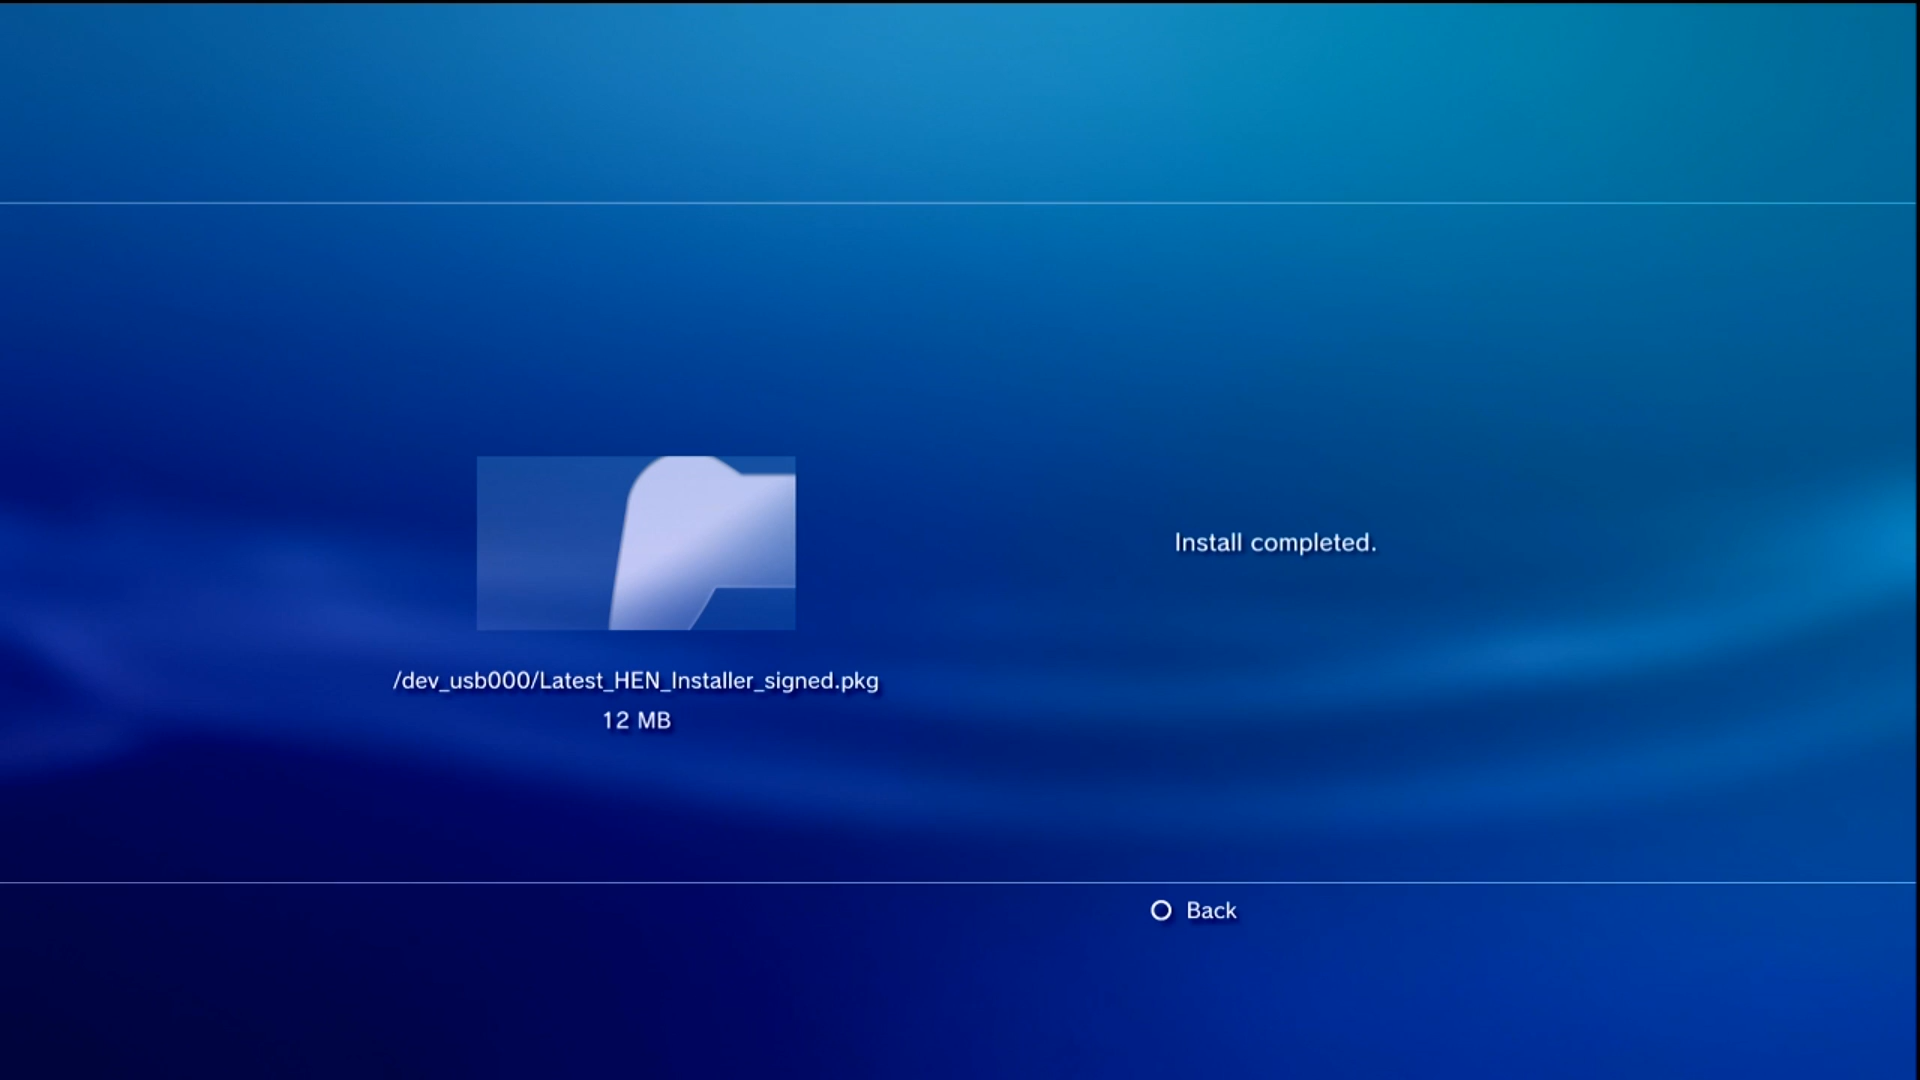 Install completed.
/dev_usb000/Latest_HEN_Installer_signed.pkg
12 MB
Back